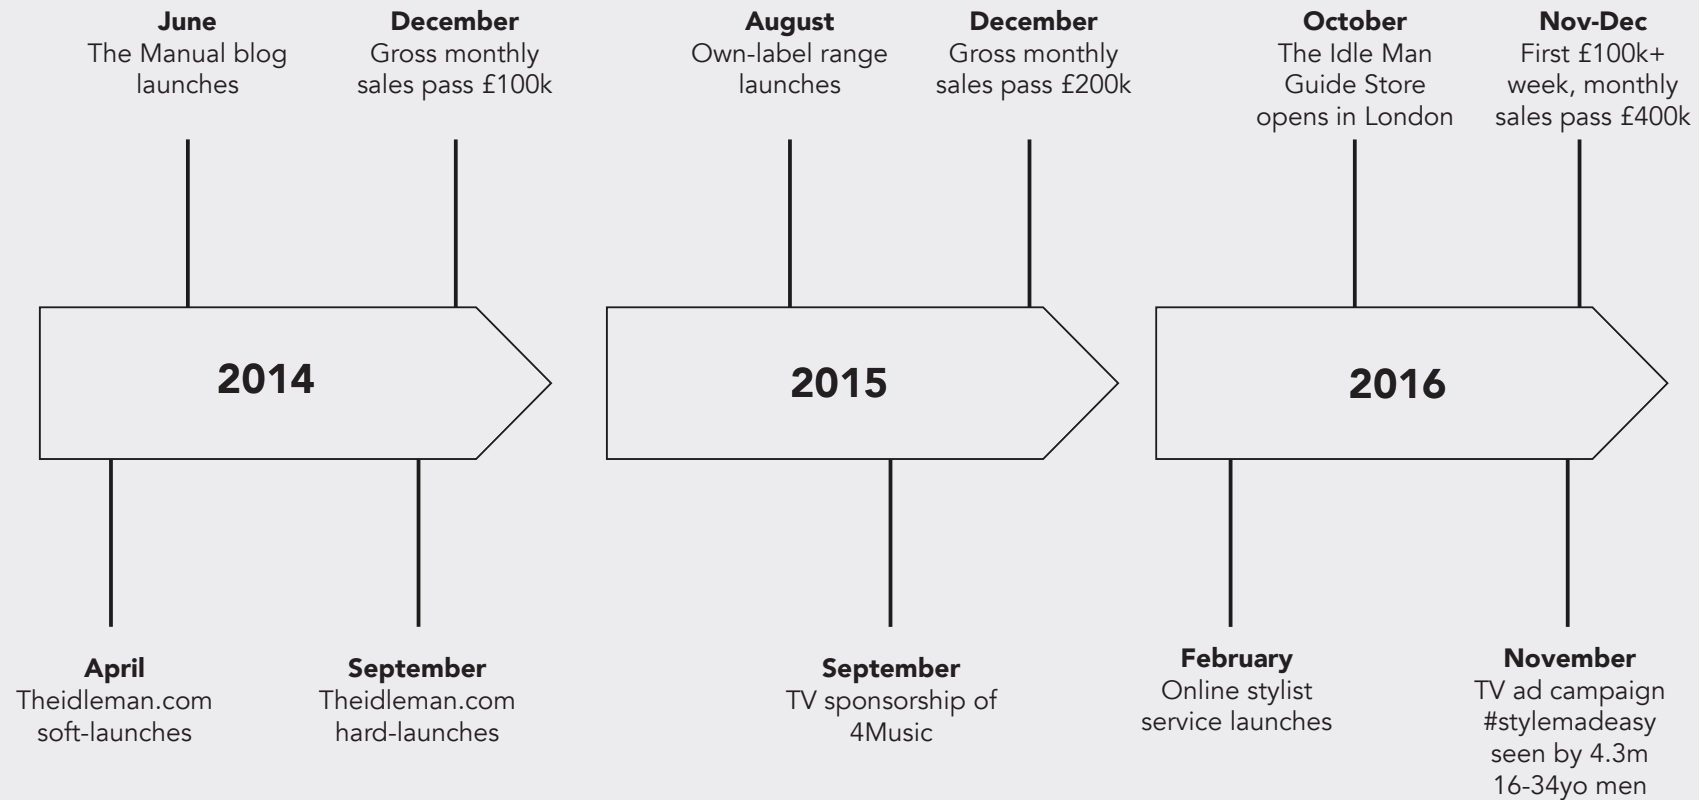 June
The Manual blog
launches
December
Gross monthly
sales pass £100k
August
Own-label range
launches
December
Gross monthly
sales pass £200k
October
The Idle Man
Guide Store
opens in London
Nov-Dec
First £100k+
week, monthly
sales pass £400k
2014
2015
2016
April
Theidleman.com
soft-launches
September
Theidleman.com
hard-launches
September
TV sponsorship of
4Music
February
Online stylist
service launches
November
TV ad campaign
#stylemadeasy
seen by 4.3m
16-34yo men